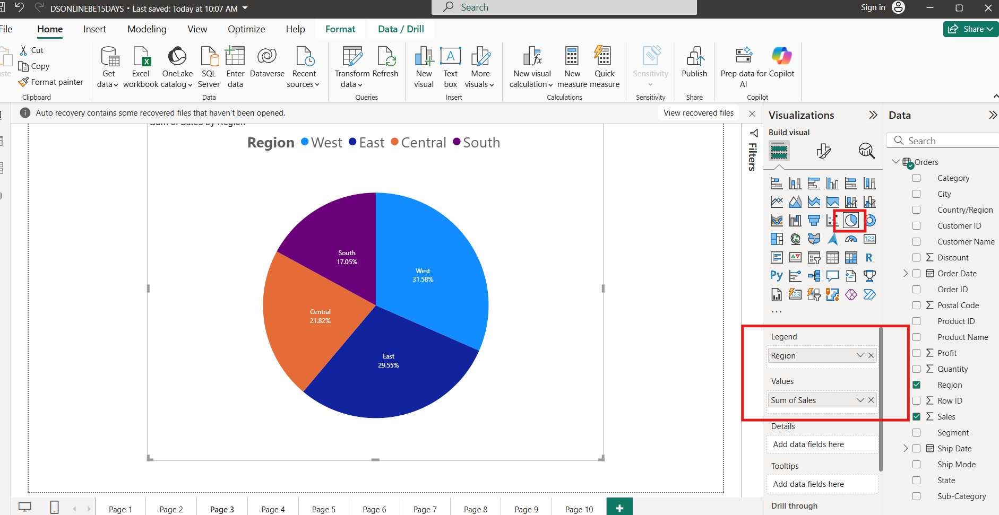 DSONLINEBE15DAYS • Last saved: Today at 10:07 AM
Search
Sign in
File
Home
Insert
Modeling
View
Optimize
Help
Format
Data / Drill
Share
Cut
Copy
Format painter
Clipboard
Get data
Excel workbook
OneLake catalog
SQL Server
Enter data
Dataverse
Recent sources
Data
Transform data
Refresh
Queries
New visual
Text box
More visuals
Insert
New visual calculation
New measure
Quick measure
Calculations
Sensitivity
Sensitivity
Publish
Share
Prep data for AI
Copilot
Copilot
Auto recovery contains some recovered files that haven't been opened.
View recovered files
Sum of Sales by Region
Region West East Central South
South
17.05%
West
31.58%
Central
21.82%
East
29.55%
Filters
Visualizations
Build visual
123
R
Py
123
...
Legend
Region
Values
Sum of Sales
Details
Add data fields here
Tooltips
Add data fields here
Drill through
Data
Search
Orders
Category
City
Country/Region
Customer ID
Customer Name
Σ Discount
Order Date
Order ID
Σ Postal Code
Product ID
Product Name
Σ Profit
Σ Quantity
Region
Σ Row ID
Σ Sales
Segment
Ship Date
Ship Mode
State
Sub-Category
Page 1
Page 2
Page 3
Page 4
Page 5
Page 6
Page 7
Page 8
Page 9
Page 10
+